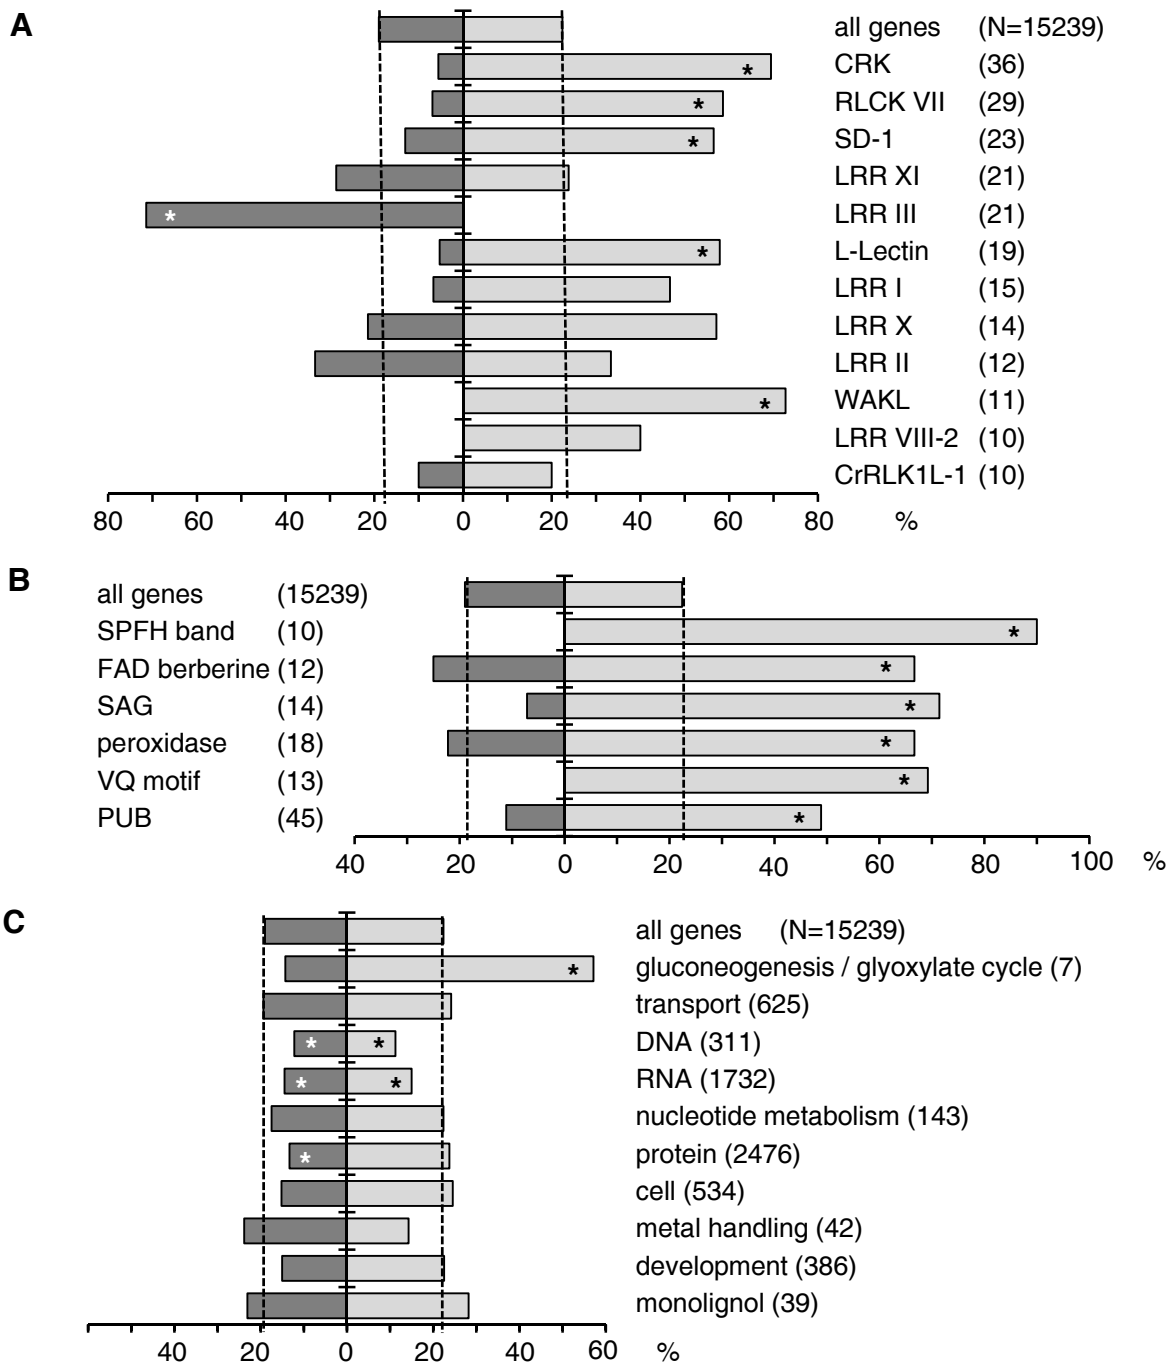 A
all genes (N=15239)
CRK (36)
RLCK VII (29)
* SD-1 (23)
LRR XI (21)
* LRR III (21)
* L-Lectin (19)
LRR I (15)
LRR X (14)
LRR II (12)
* WAKL (11)
LRR VIII-2 (10)
CrRLK1L-1 (10)
80 60 40 20 0 20 40 60 80 %
B
all genes (15239)
SPFH band (10) *
FAD berberine (12) *
SAG (14) *
peroxidase (18) *
VQ motif (13) *
PUB (45) *
40 20 0 20 40 60 80 100 %
C
all genes (N=15239)
* gluconeogenesis / glyoxylate cycle (7)
transport (625)
* * DNA (311)
* * RNA (1732)
nucleotide metabolism (143)
* protein (2476)
cell (534)
metal handling (42)
development (386)
monolignol (39)
40 20 0 20 40 60 %